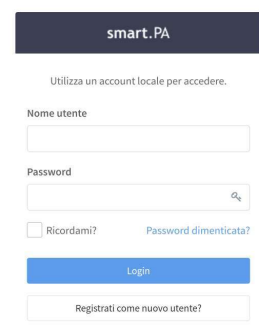 smart.PA
Utilizza un account locale per accedere.
Nome utente
Password
Ricordami? Password dimenticata?
Login
Registrati come nuovo utente?